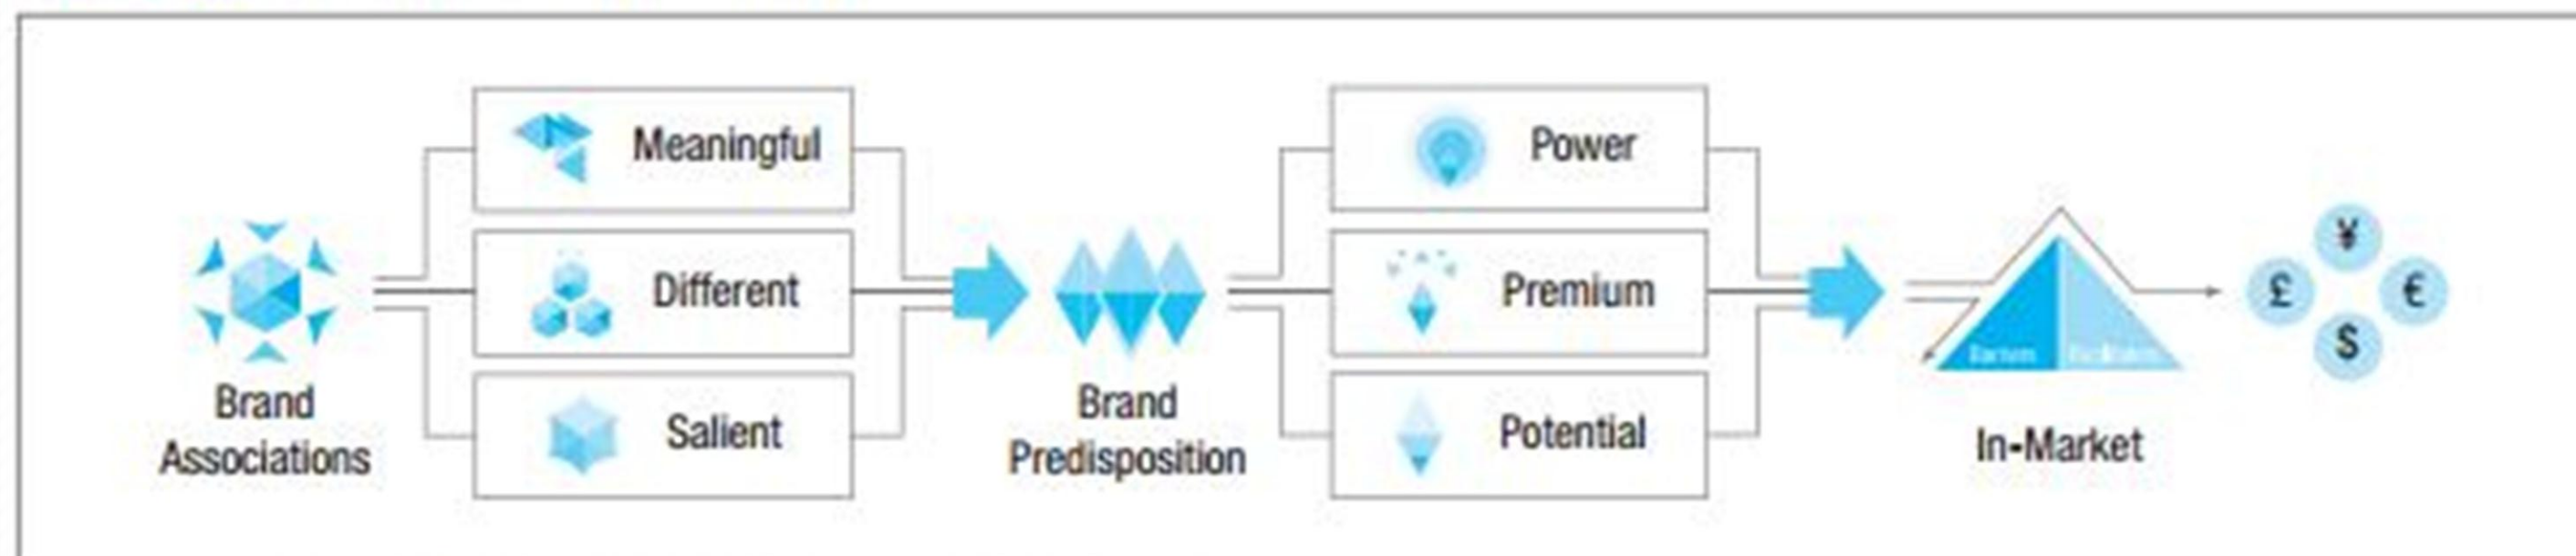 Meaningful
Different
Salient
Brand
Associations
Brand
Predisposition
Power
Premium
Potential
In-Market
¥
£
€
$